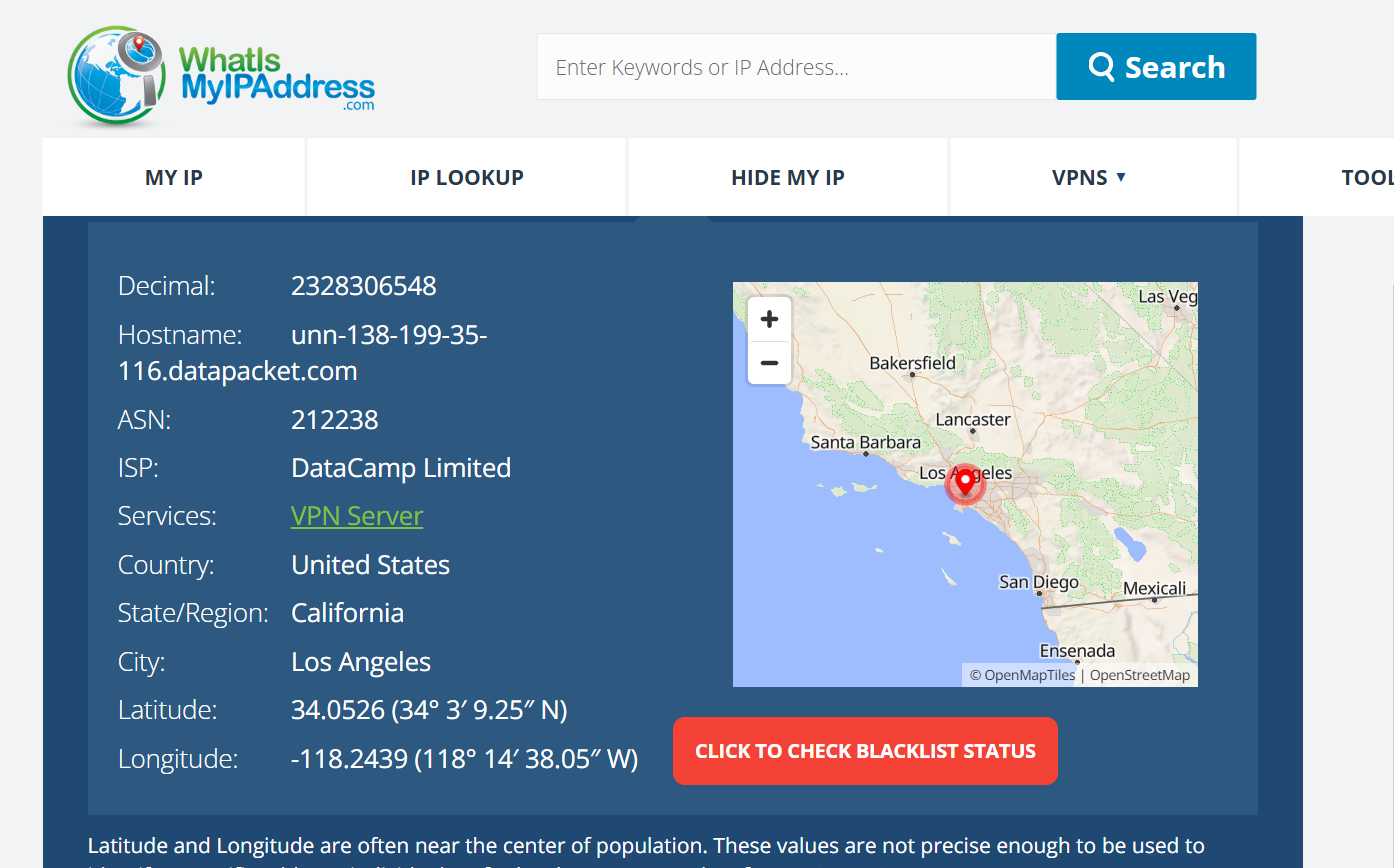 WhatIs
MyIPAddress
.com
Enter Keywords or IP Address...
Search
MY IP
IP LOOKUP
HIDE MY IP
VPNS ▼
TOOL
Decimal: 2328306548
Hostname: unn-138-199-35-
116.datapacket.com
ASN: 212238
ISP: DataCamp Limited
Services: VPN Server
Country: United States
State/Region: California
City: Los Angeles
Latitude: 34.0526 (34° 3′ 9.25″ N)
Longitude: -118.2439 (118° 14′ 38.05″ W)
+
−
Las Veg
Bakersfield
Lancaster
Santa Barbara
Los Angeles
San Diego
Mexicali
Ensenada
© OpenMapTiles | OpenStreetMap
CLICK TO CHECK BLACKLIST STATUS
Latitude and Longitude are often near the center of population. These values are not precise enough to be used to